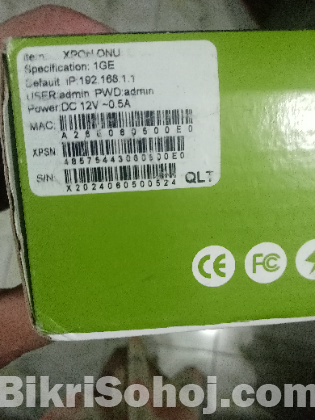 Item: XPON ONU
Specification: 1GE
Default IP:192.168.1.1
USER:admin PWD:admin
Power:DC 12V ~0.5A
MAC:
XPSN
S/N
X2024060500524
QLT
CE FC
BikriSohoj.com